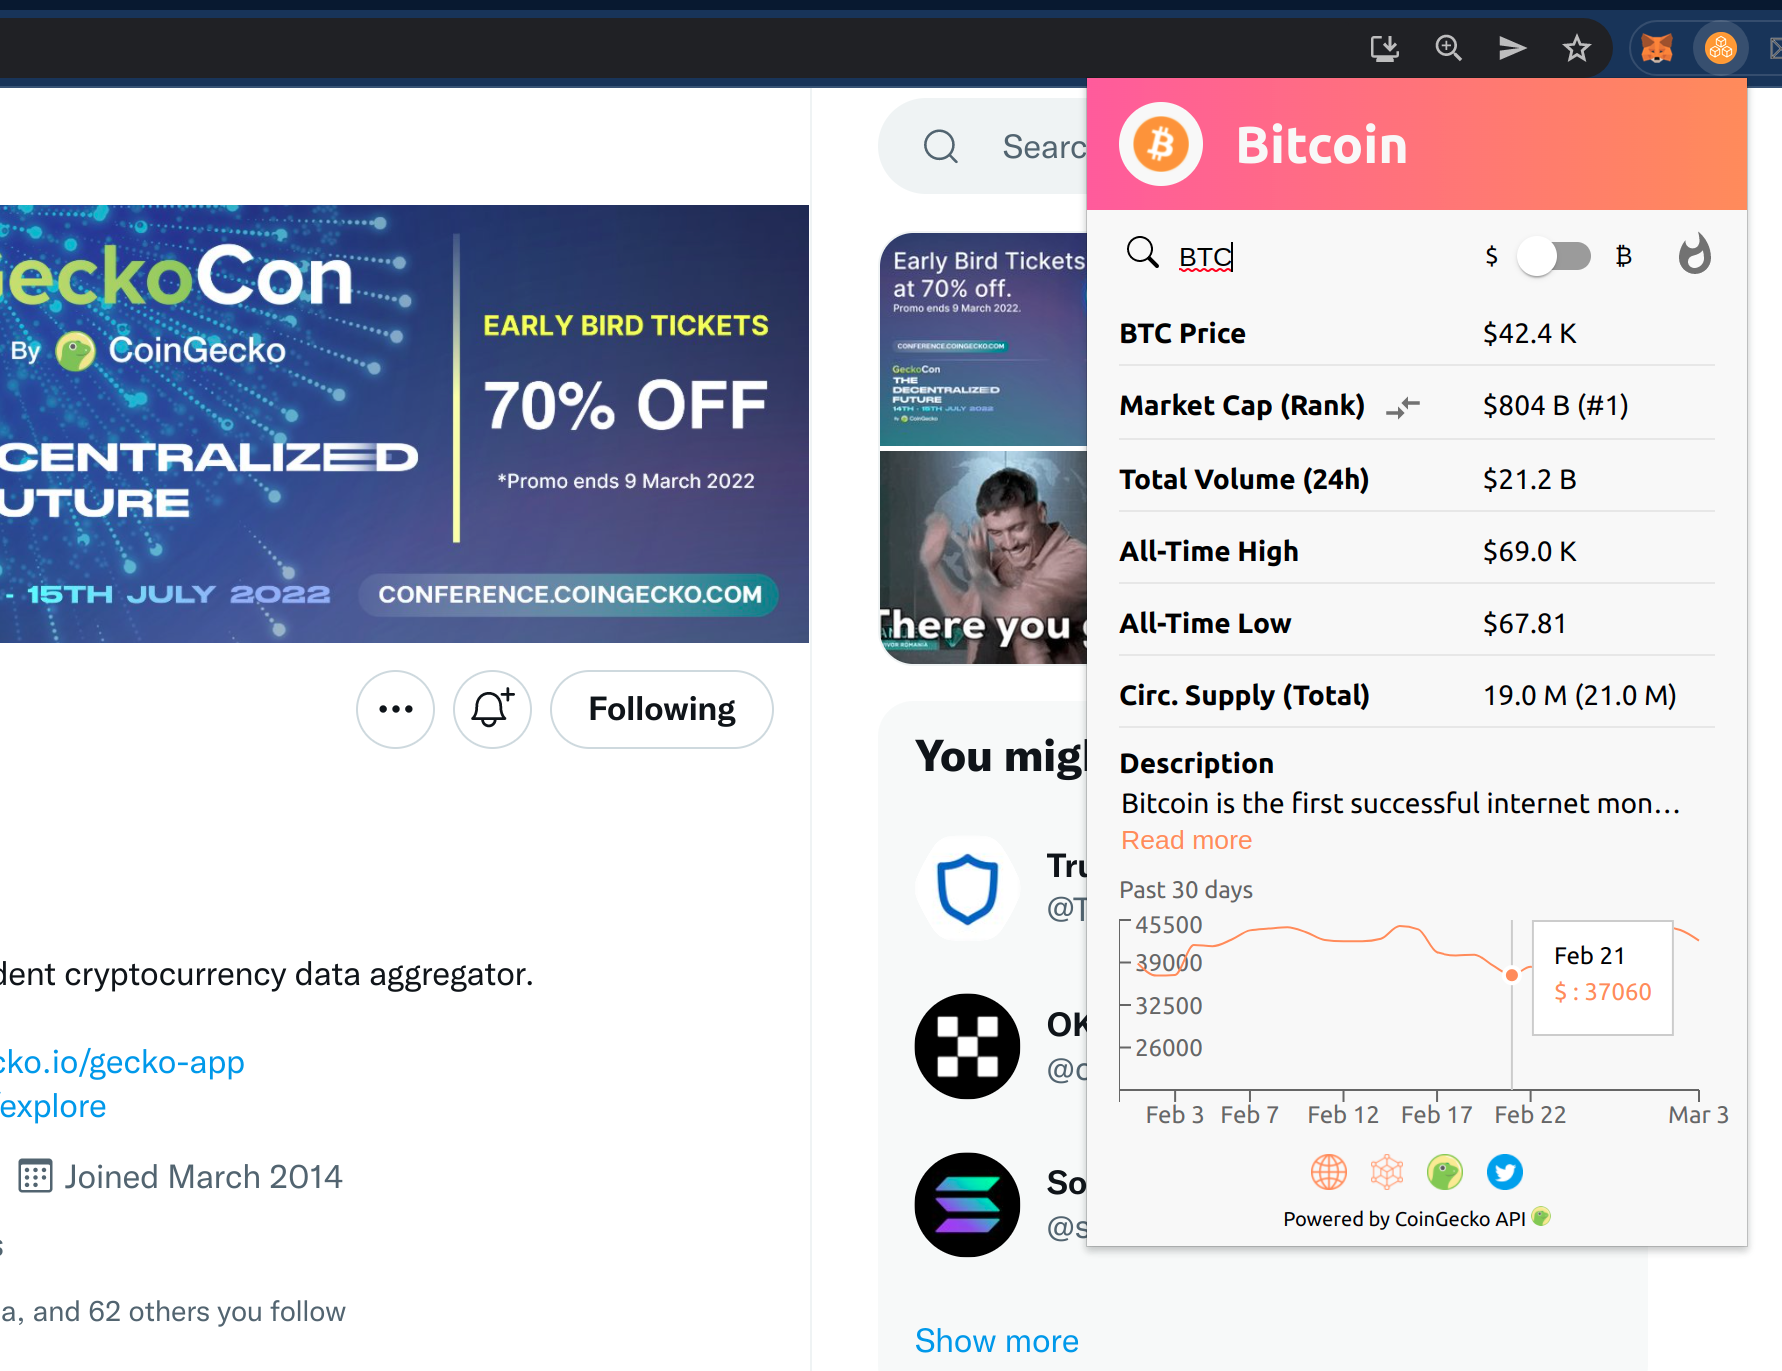 GeckoCon
By CoinGecko
CENTRALIZED
UTURE
- 15TH JULY 2022
EARLY BIRD TICKETS
70% OFF
*Promo ends 9 March 2022
CONFERENCE.COINGECKO.COM
Following
dent cryptocurrency data aggregator.
cko.io/gecko-app
explore
Joined March 2014
s
a, and 62 others you follow
Searc
Early Bird Tickets
at 70% off.
Promo ends 9 March 2022.
CONFERENCE.COINGECKO.COM
GeckoCon
THE
DECENTRALIZED
FUTURE
14TH - 15TH JULY 2022
By CoinGecko
There you g
You migh
Tru
@T
OK
@o
So
@s
Show more
Bitcoin
BTC
$
₿
BTC Price $42.4 K
Market Cap (Rank) $804 B (#1)
Total Volume (24h) $21.2 B
All-Time High $69.0 K
All-Time Low $67.81
Circ. Supply (Total) 19.0 M (21.0 M)
Description
Bitcoin is the first successful internet mon…
Read more
Past 30 days
45500
39000
32500
26000
Feb 21
$ : 37060
Feb 3 Feb 7 Feb 12 Feb 17 Feb 22 Mar 3
Powered by CoinGecko API